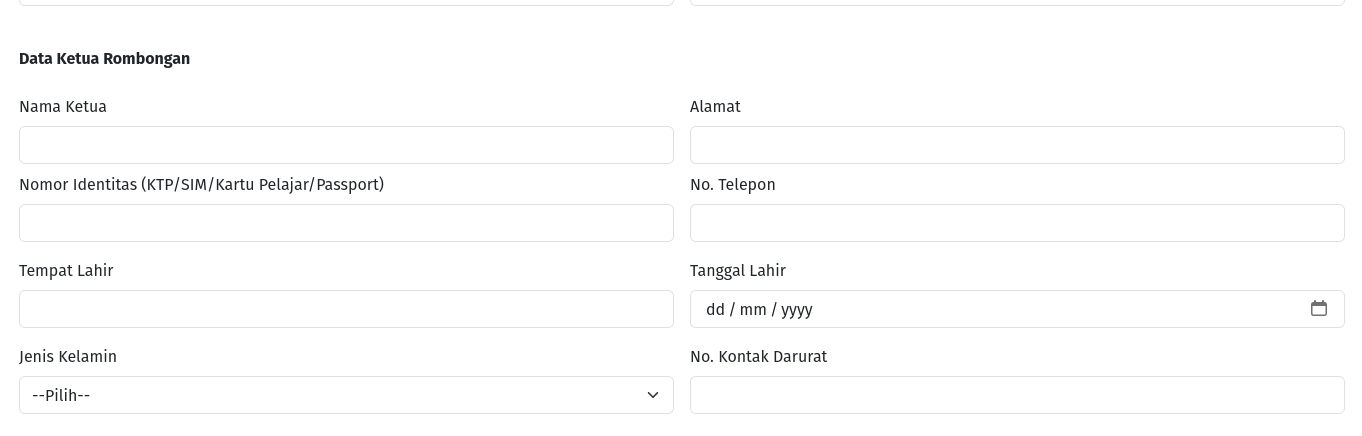 Data Ketua Rombongan
Nama Ketua
Alamat
Nomor Identitas (KTP/SIM/Kartu Pelajar/Passport)
No. Telepon
Tempat Lahir
Tanggal Lahir
dd / mm / yyyy
Jenis Kelamin
No. Kontak Darurat
--Pilih--